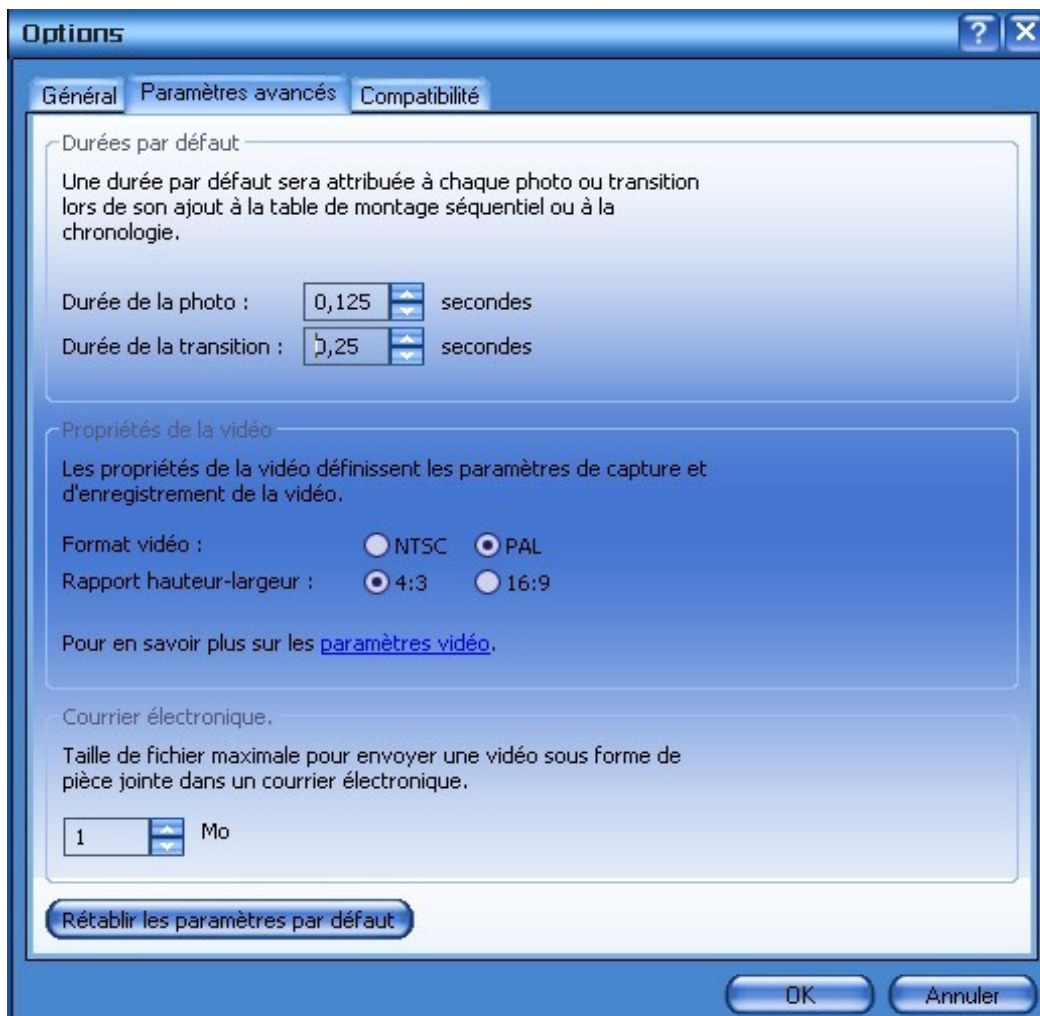 Options
Général Paramètres avancés Compatibilité
Durées par défaut
Une durée par défaut sera attribuée à chaque photo ou transition
lors de son ajout à la table de montage séquentiel ou à la
chronologie.
Durée de la photo : 0,125 secondes
Durée de la transition : 0,25 secondes
Propriétés de la vidéo
Les propriétés de la vidéo définissent les paramètres de capture et
d'enregistrement de la vidéo.
Format vidéo : NTSC PAL
Rapport hauteur-largeur : 4:3 16:9
Pour en savoir plus sur les paramètres vidéo.
Courrier électronique.
Taille de fichier maximale pour envoyer une vidéo sous forme de
pièce jointe dans un courrier électronique.
1 Mo
Rétablir les paramètres par défaut
OK Annuler